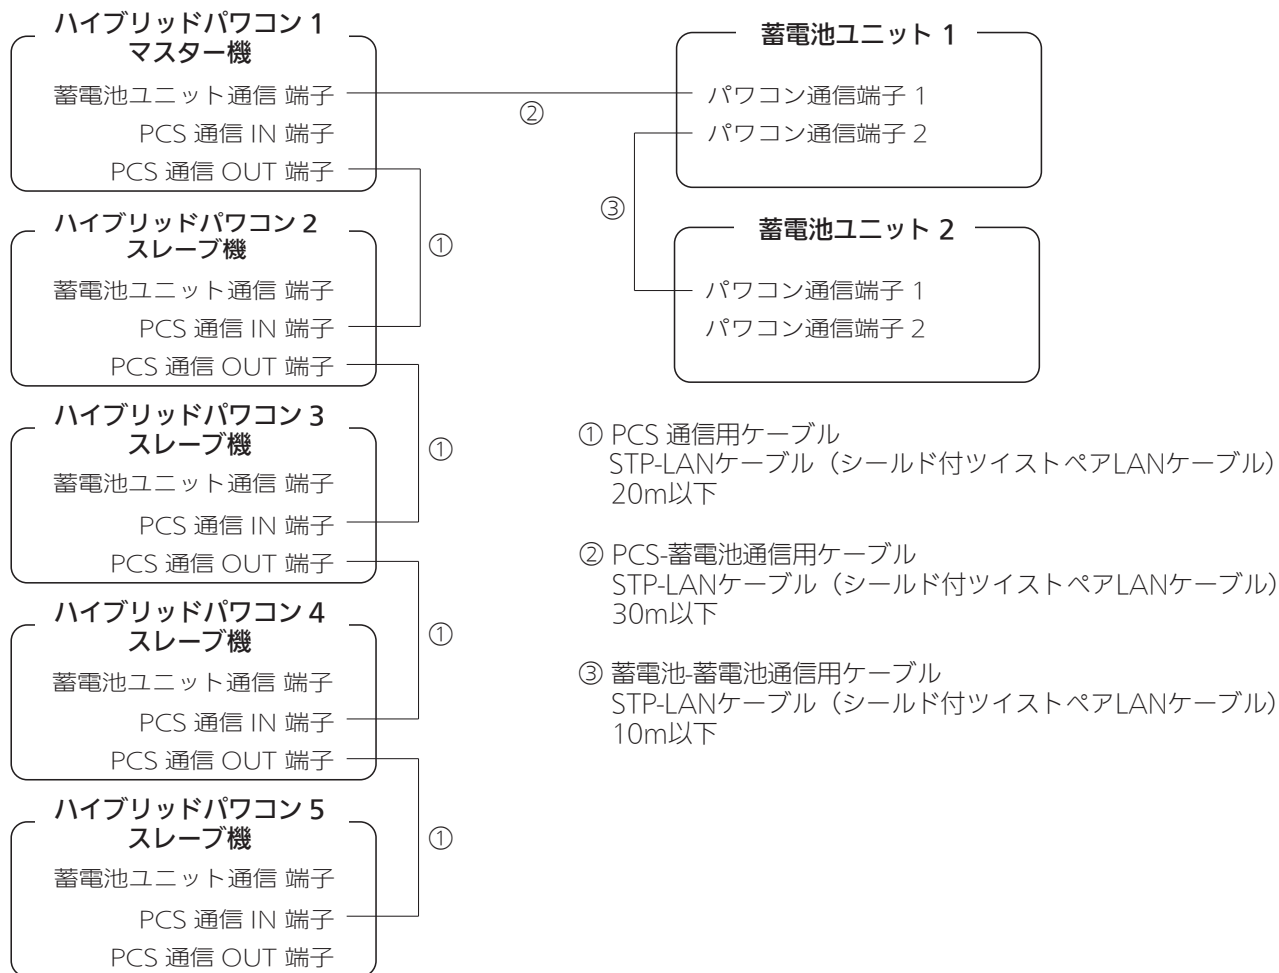 ハイブリッドパワコン 1
マスター機
蓄電池ユニット通信 端子
PCS 通信 IN 端子
PCS 通信 OUT 端子
①
ハイブリッドパワコン 2
スレーブ機
蓄電池ユニット通信 端子
PCS 通信 IN 端子
PCS 通信 OUT 端子
①
ハイブリッドパワコン 3
スレーブ機
蓄電池ユニット通信 端子
PCS 通信 IN 端子
PCS 通信 OUT 端子
①
ハイブリッドパワコン 4
スレーブ機
蓄電池ユニット通信 端子
PCS 通信 IN 端子
PCS 通信 OUT 端子
①
ハイブリッドパワコン 5
スレーブ機
蓄電池ユニット通信 端子
PCS 通信 IN 端子
PCS 通信 OUT 端子
②
蓄電池ユニット 1
パワコン通信端子 1
パワコン通信端子 2
③
蓄電池ユニット 2
パワコン通信端子 1
パワコン通信端子 2
① PCS 通信用ケーブル
STP-LANケーブル（シールド付ツイストペアLANケーブル）
20m以下
② PCS-蓄電池通信用ケーブル
STP-LANケーブル（シールド付ツイストペアLANケーブル）
30m以下
③ 蓄電池-蓄電池通信用ケーブル
STP-LANケーブル（シールド付ツイストペアLANケーブル）
10m以下